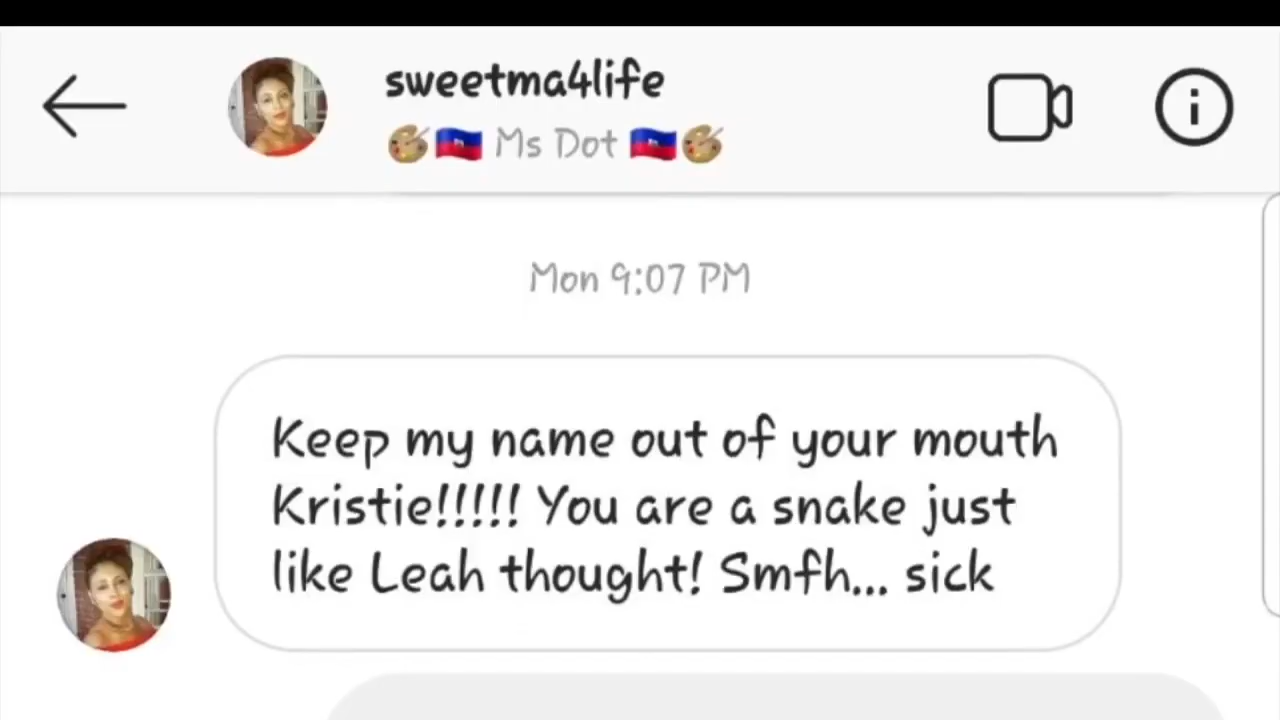 sweetma4life
🎨🇭🇹 Ms Dot 🇭🇹🎨
Mon 9:07 PM
Keep my name out of your mouth
Kristie!!!!! You are a snake just
like Leah thought! Smfh... sick